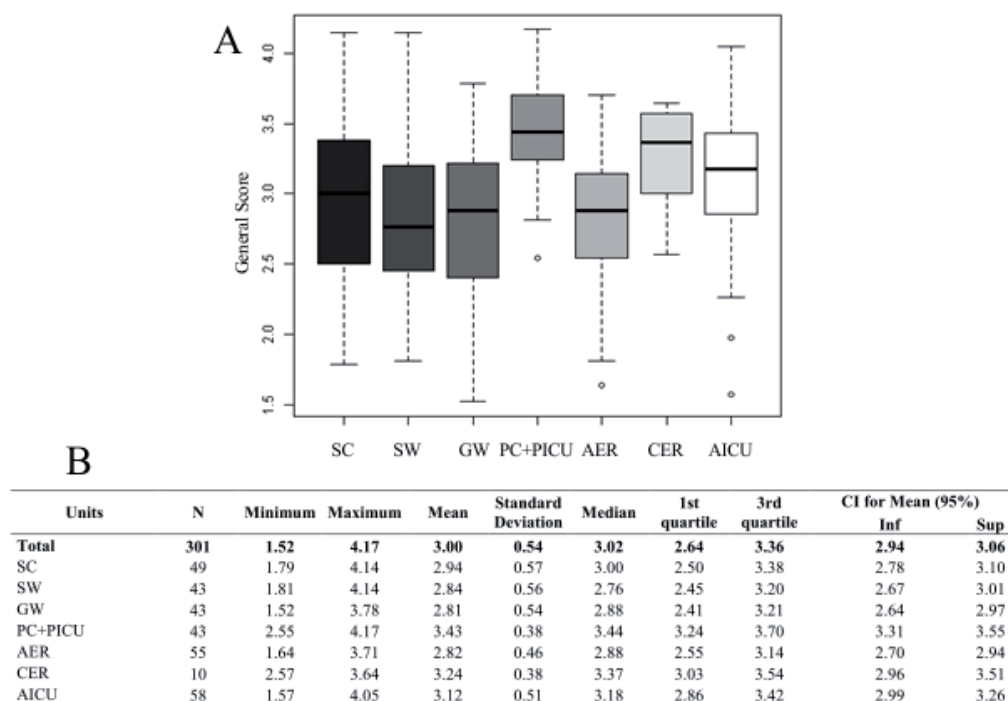 A
General Score
4.0
3.5
3.0
2.5
2.0
1.5
SC SW GW PC+PICU AER CER AICU
B
Units N Minimum Maximum Mean Standard Deviation Median 1st quartile 3rd quartile CI for Mean (95%)
Inf Sup
Total 301 1.52 4.17 3.00 0.54 3.02 2.64 3.36 2.94 3.06
SC 49 1.79 4.14 2.94 0.57 3.00 2.50 3.38 2.78 3.10
SW 43 1.81 4.14 2.84 0.56 2.76 2.45 3.20 2.67 3.01
GW 43 1.52 3.78 2.81 0.54 2.88 2.41 3.21 2.64 2.97
PC+PICU 43 2.55 4.17 3.43 0.38 3.44 3.24 3.70 3.31 3.55
AER 55 1.64 3.71 2.82 0.46 2.88 2.55 3.14 2.70 2.94
CER 10 2.57 3.64 3.24 0.38 3.37 3.03 3.54 2.96 3.51
AICU 58 1.57 4.05 3.12 0.51 3.18 2.86 3.42 2.99 3.26